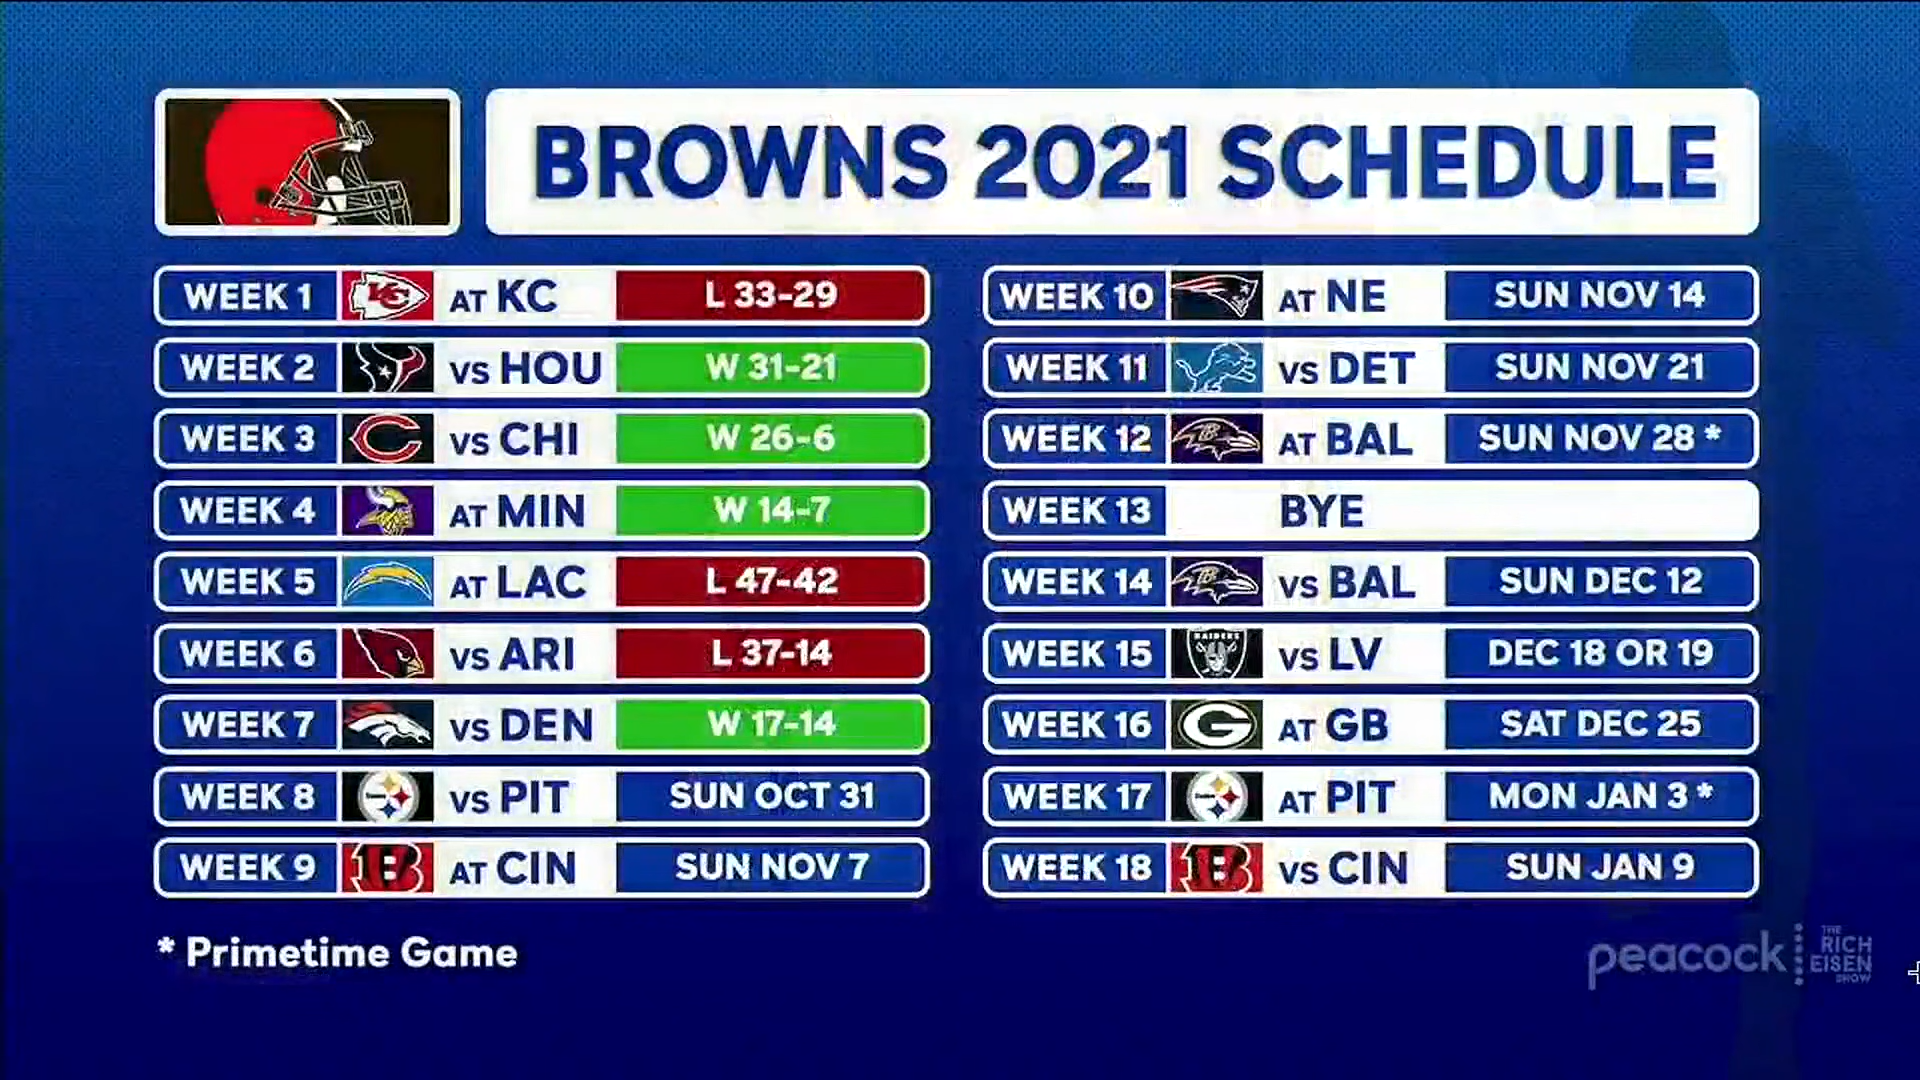 BROWNS 2021 SCHEDULE
WEEK 1 AT KC L 33-29
WEEK 2 VS HOU W 31-21
WEEK 3 VS CHI W 26-6
WEEK 4 AT MIN W 14-7
WEEK 5 AT LAC L 47-42
WEEK 6 VS ARI L 37-14
WEEK 7 VS DEN W 17-14
WEEK 8 VS PIT SUN OCT 31
WEEK 9 AT CIN SUN NOV 7
WEEK 10 AT NE SUN NOV 14
WEEK 11 VS DET SUN NOV 21
WEEK 12 AT BAL SUN NOV 28 *
WEEK 13 BYE
WEEK 14 VS BAL SUN DEC 12
WEEK 15 RAIDERS VS LV DEC 18 OR 19
WEEK 16 AT GB SAT DEC 25
WEEK 17 AT PIT MON JAN 3 *
WEEK 18 VS CIN SUN JAN 9
* Primetime Game
peacock
THE
RICH
EISEN
SHOW